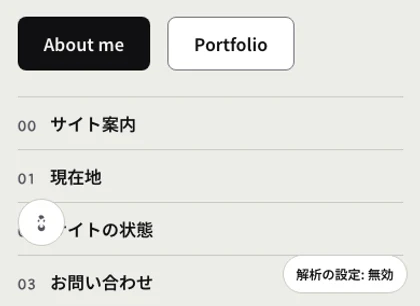 About me
Portfolio
00 サイト案内
01 現在地
イトの状態
03 お問い合わせ
解析の設定: 無効